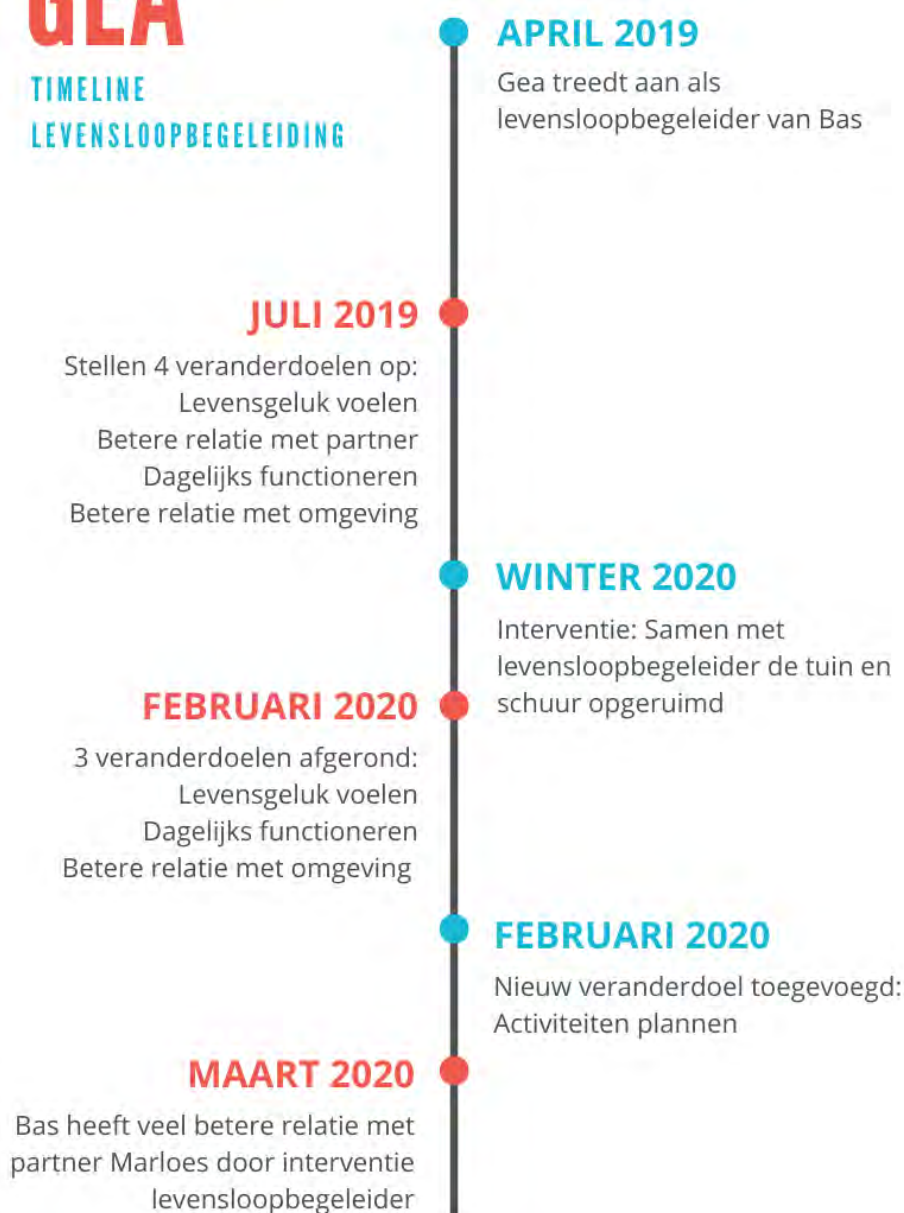 GEA
TIMELINE
LEVENSLOOPBEGELEIDING
APRIL 2019
Gea treedt aan als
levensloopbegeleider van Bas
JULI 2019
Stellen 4 veranderdoelen op:
Levensgeluk voelen
Betere relatie met partner
Dagelijks functioneren
Betere relatie met omgeving
WINTER 2020
Interventie: Samen met
levensloopbegeleider de tuin en
schuur opgeruimd
FEBRUARI 2020
3 veranderdoelen afgerond:
Levensgeluk voelen
Dagelijks functioneren
Betere relatie met omgeving
FEBRUARI 2020
Nieuw veranderdoel toegevoegd:
Activiteiten plannen
MAART 2020
Bas heeft veel betere relatie met
partner Marloes door interventie
levensloopbegeleider